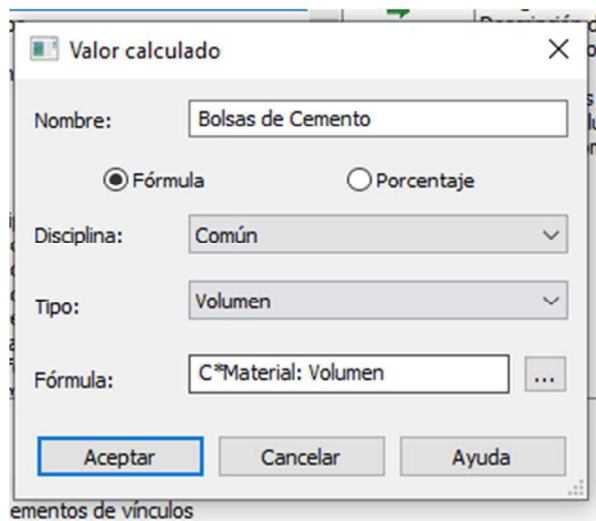 Descripción d
Valor calculado
Nombre: Bolsas de Cemento
Fórmula Porcentaje
Disciplina: Común
Tipo: Volumen
Fórmula: C*Material: Volumen ...
Aceptar Cancelar Ayuda
ementos de vínculos